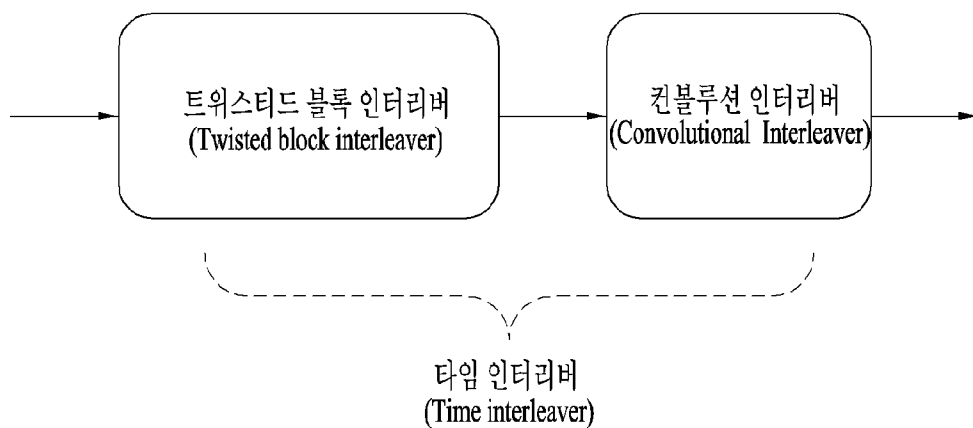 트위스티드 블록 인터리버
(Twisted block interleaver)
컨볼루션 인터리버
(Convolutional Interleaver)
타임 인터리버
(Time interleaver)